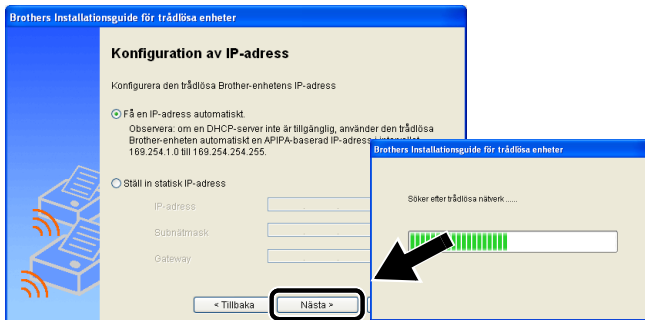 Brothers Installationsguide för trådlösa enheter
Konfiguration av IP-adress
Konfigurera den trådlösa Brother-enhetens IP-adress
Få en IP-adress automatiskt.
Observera: om en DHCP-server inte är tillgänglig, använder den trådlösa
Brother-enheten automatiskt en APIPA-baserad IP-adress i intervallet
169.254.1.0 till 169.254.254.255.
Ställ in statisk IP-adress
IP-adress
Subnätmask
Gateway
< Tillbaka
Nästa >
Brothers Installationsguide för trådlösa enheter
Söker efter trådlösa nätverk ......